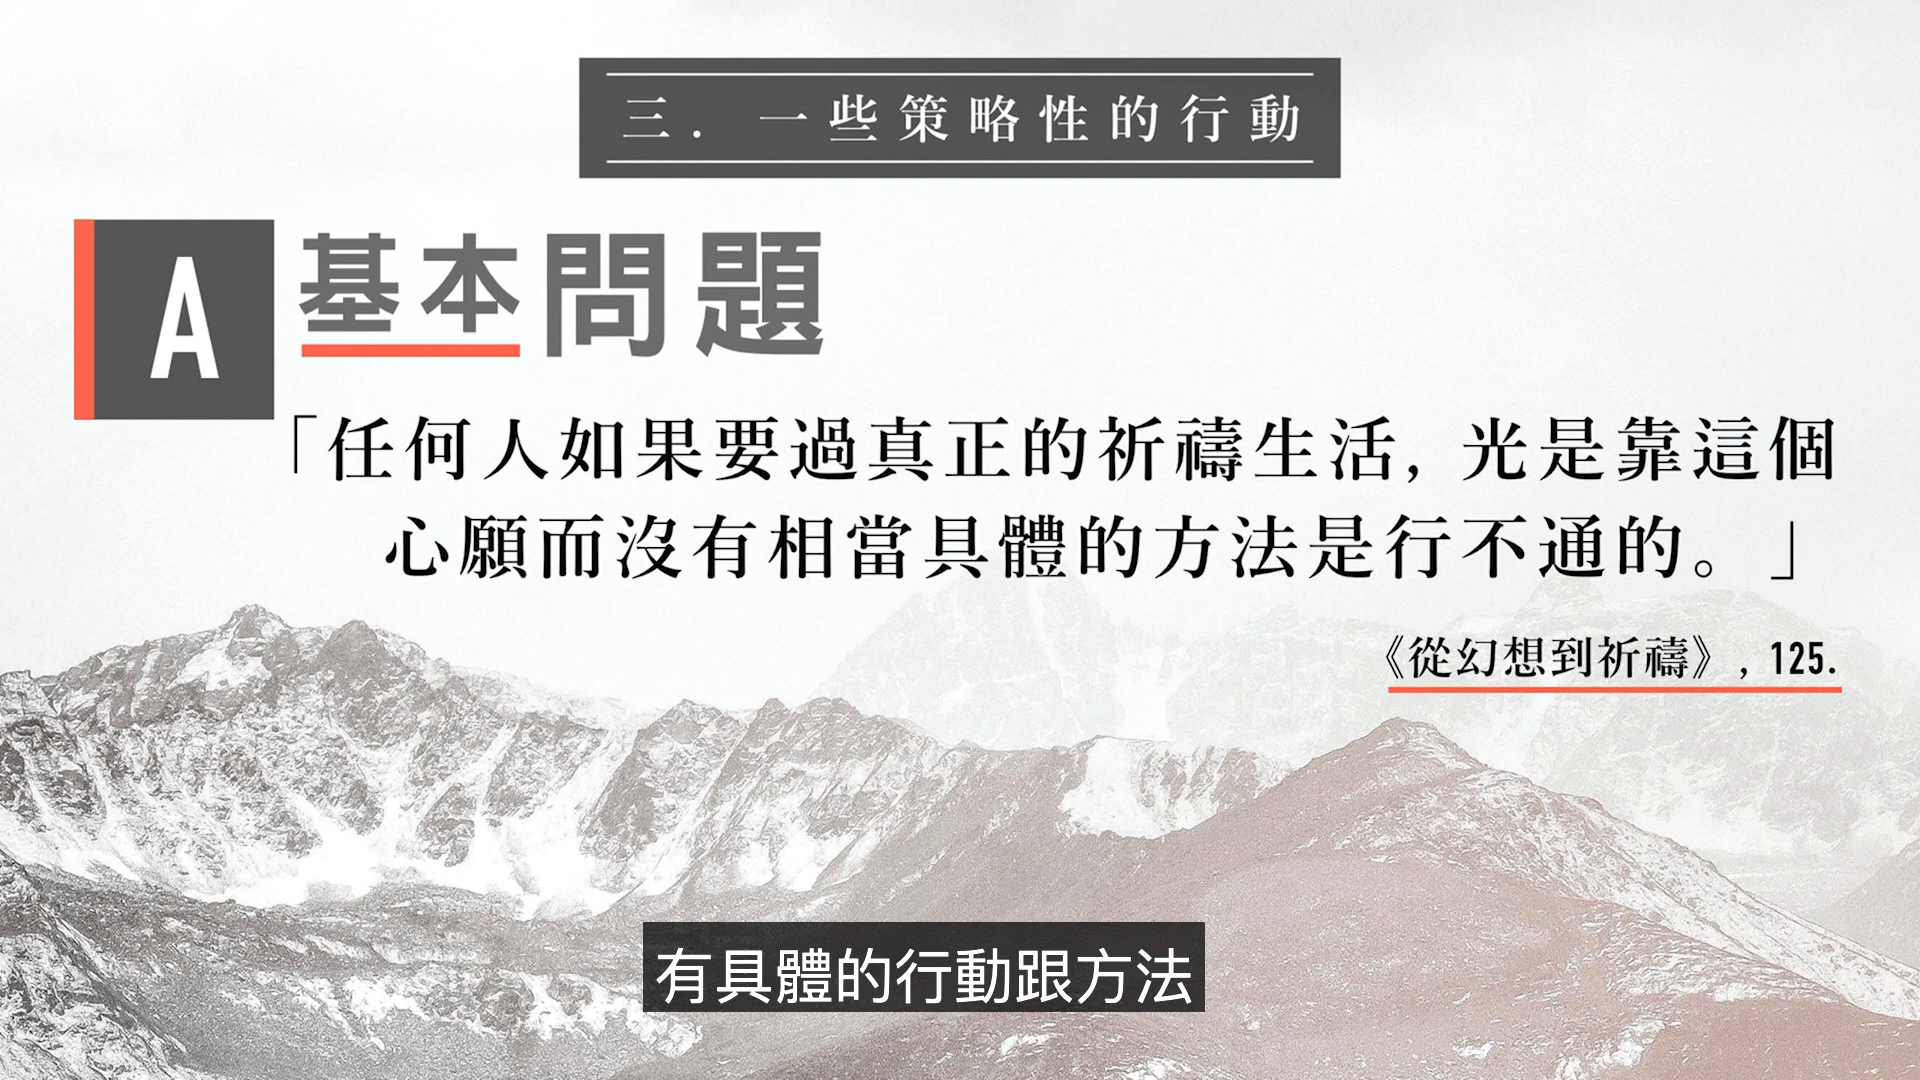 三. 一些策略性的行動
A
基本問題
「任何人如果要過真正的祈禱生活, 光是靠這個
心願而沒有相當具體的方法是行不通的。」
《從幻想到祈禱》, 125.
有具體的行動跟方法